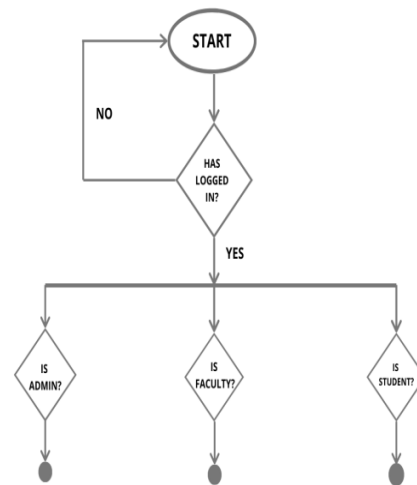 START
NO
HAS
LOGGED
IN?
YES
IS
ADMIN?
IS
FACULTY?
IS
STUDENT?